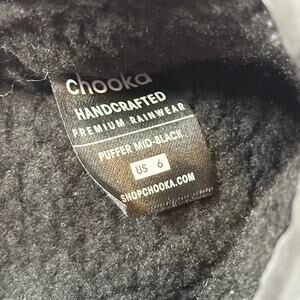 chooka
HANDCRAFTED
PREMIUM RAINWEAR
PUFFER MID-BLACK
US 6
SHOPCHOOKA.COM